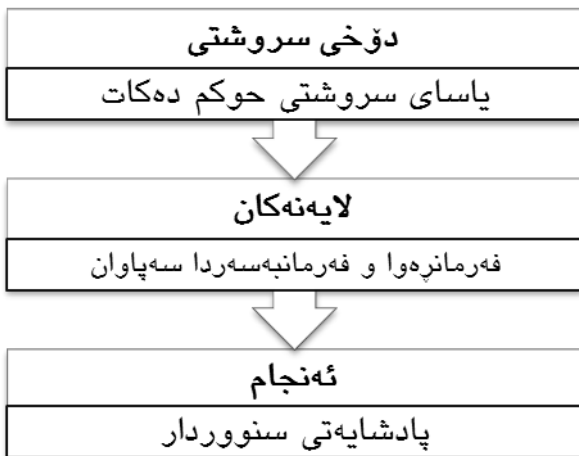 دۆخی سروشتی
یاسای سروشتی حوکم دەکات
لایەنەکان
فەرمانڕەوا و فەرمانبەسەردا سەپاوان
ئەنجام
پادشایەتی سنووردار